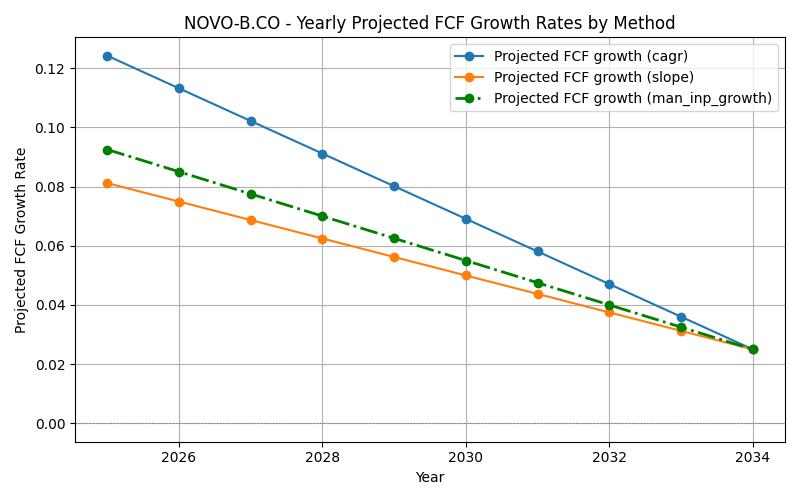 NOVO-B.CO - Yearly Projected FCF Growth Rates by Method
Projected FCF growth (cagr)
Projected FCF growth (slope)
Projected FCF growth (man_inp_growth)
Projected FCF Growth Rate
0.12
0.10
0.08
0.06
0.04
0.02
0.00
2026 2028 2030 2032 2034
Year